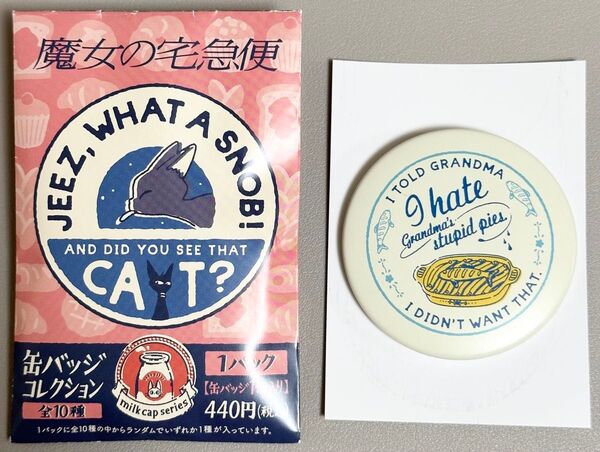 魔女の宅急便
JEEZ, WHAT A SNOB!
AND DID YOU SEE THAT
CAT?
缶バッジ
コレクション
全10種
milk cap series
1パック
440円
1パックに全10種の中からランダムでいずれか1種が入っています。
I TOLD GRANDMA
I hate
Grandma's
stupid pies.
I DIDN'T WANT THAT.